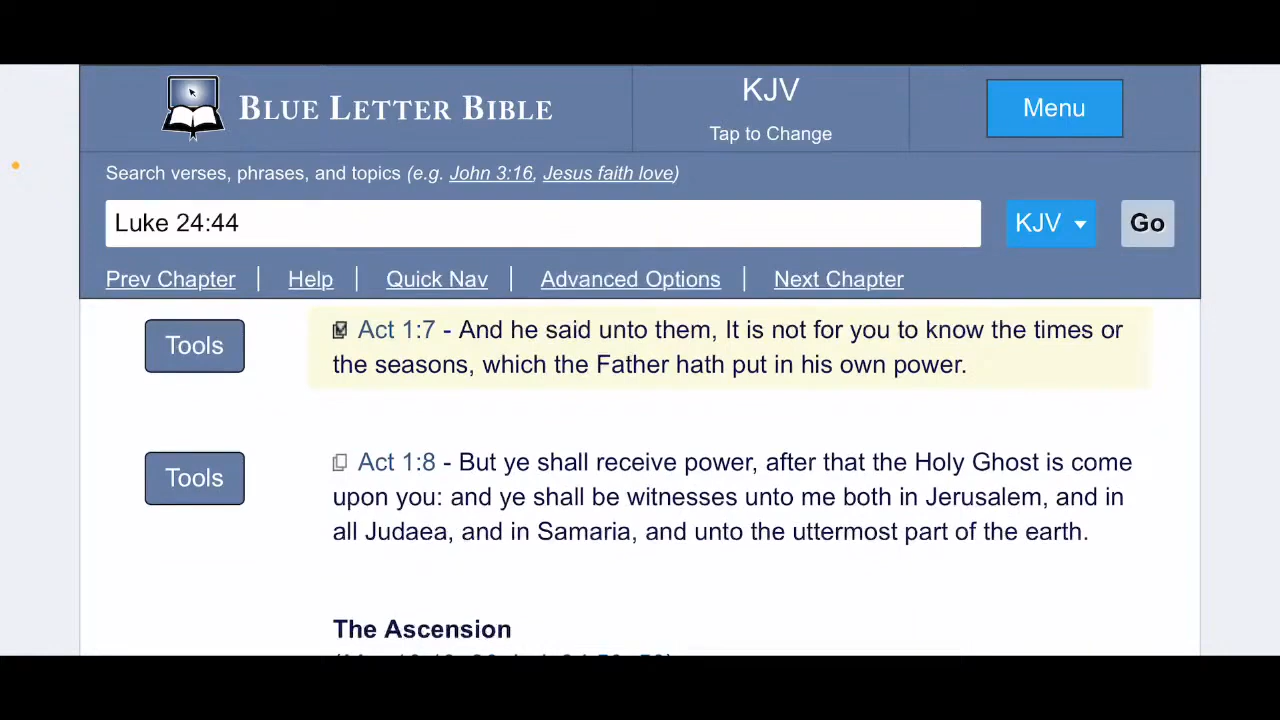 BLUE LETTER BIBLE
KJV
Tap to Change
Menu
Search verses, phrases, and topics (e.g. John 3:16, Jesus faith love)
Luke 24:44
KJV
Go
Prev Chapter | Help | Quick Nav | Advanced Options | Next Chapter
Tools
Act 1:7 - And he said unto them, It is not for you to know the times or
the seasons, which the Father hath put in his own power.
Tools
Act 1:8 - But ye shall receive power, after that the Holy Ghost is come
upon you: and ye shall be witnesses unto me both in Jerusalem, and in
all Judaea, and in Samaria, and unto the uttermost part of the earth.
The Ascension